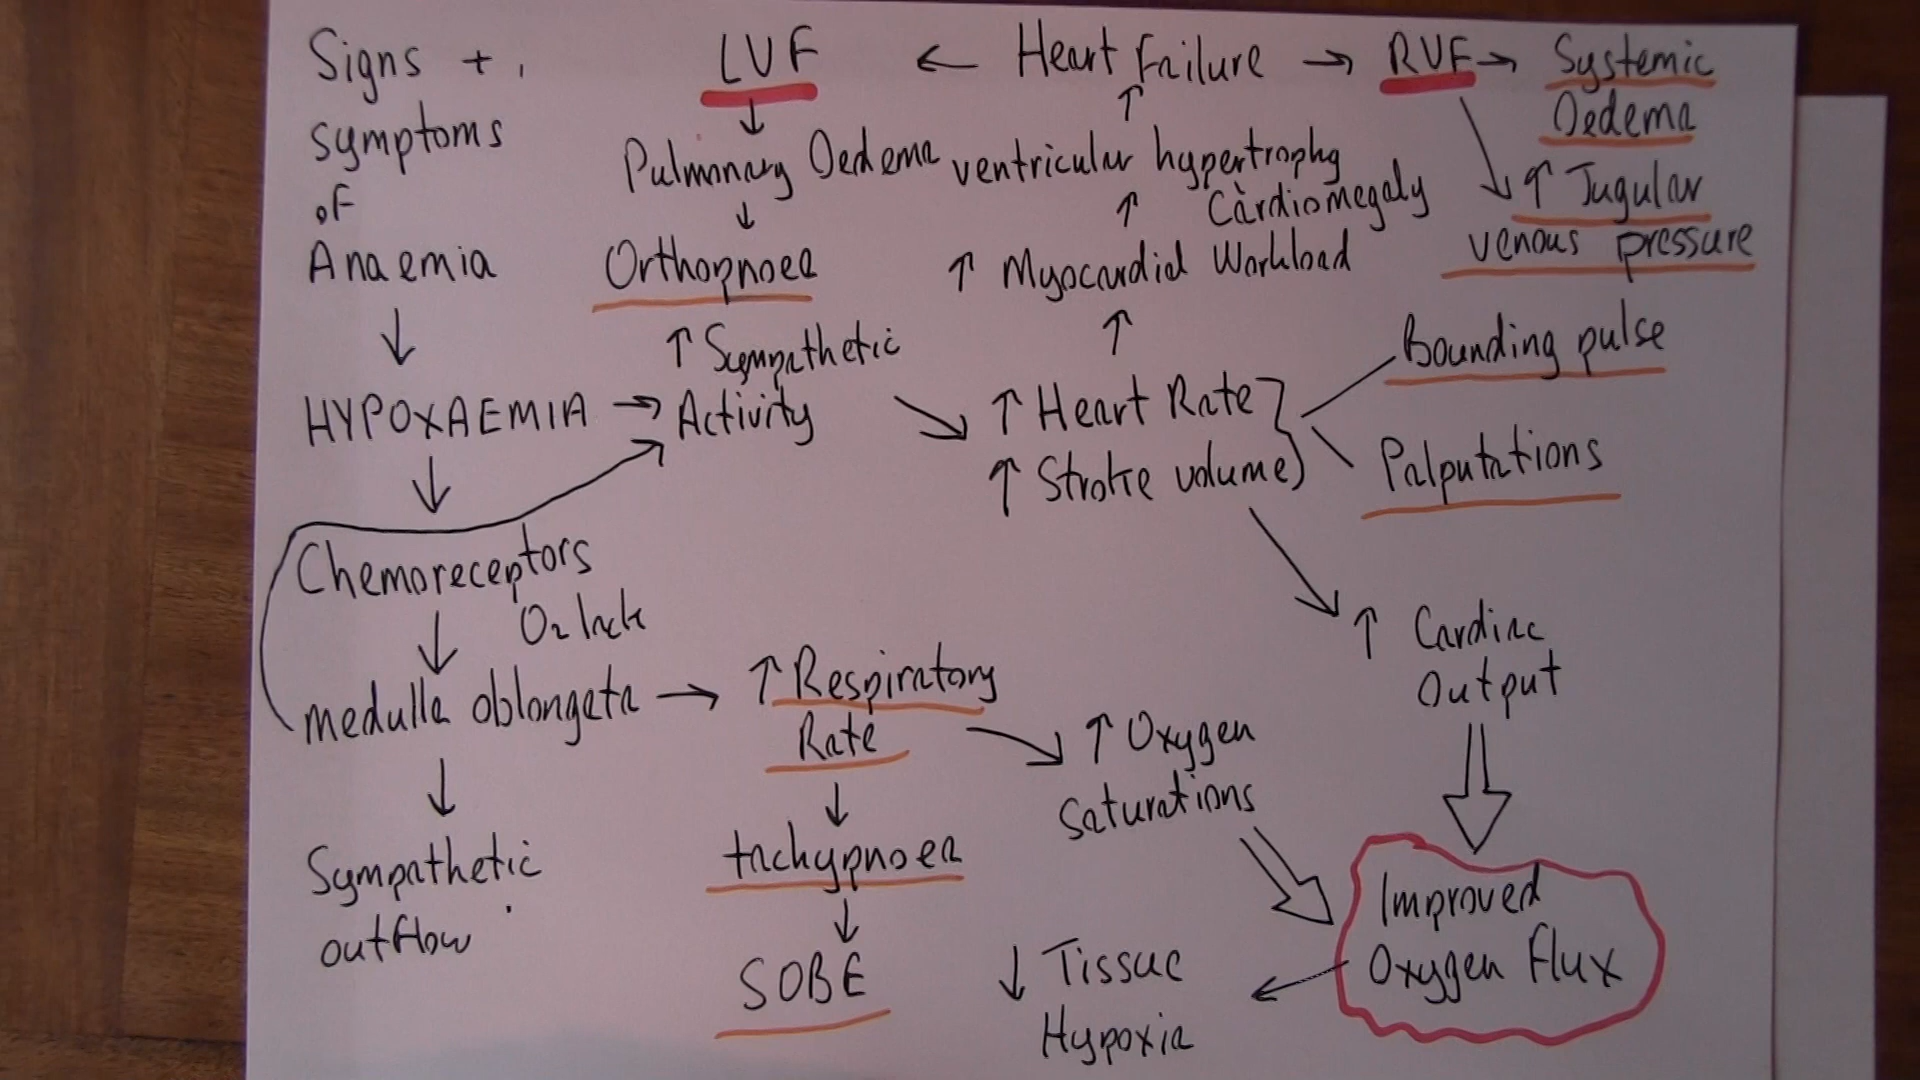 Signs +
symptoms
of
Anaemia
↓
HYPOXAEMIA →
↓
Chemoreceptors
O2 lack
↓
medulla oblongata →
↓
Sympathetic
outflow
LVF ← Heart Failure → RVF → Systemic
Oedema
↓
Pulmonary Oedema
↓
Orthopnoea
↑
ventricular hypertrophy
Cardiomegaly
↑
↑ Myocardial Workload
↑
↑ Jugular
venous pressure
↑ Sympathetic
Activity
↑ Heart Rate
↑ Stroke volume
Bounding pulse
Palputations
↑ Cardiac
Output
↑ Respiratory
Rate
↓
tachypnoea
↓
SOBE
↑ Oxygen
Saturations
Improved
Oxygen Flux
↓ Tissue
Hypoxia